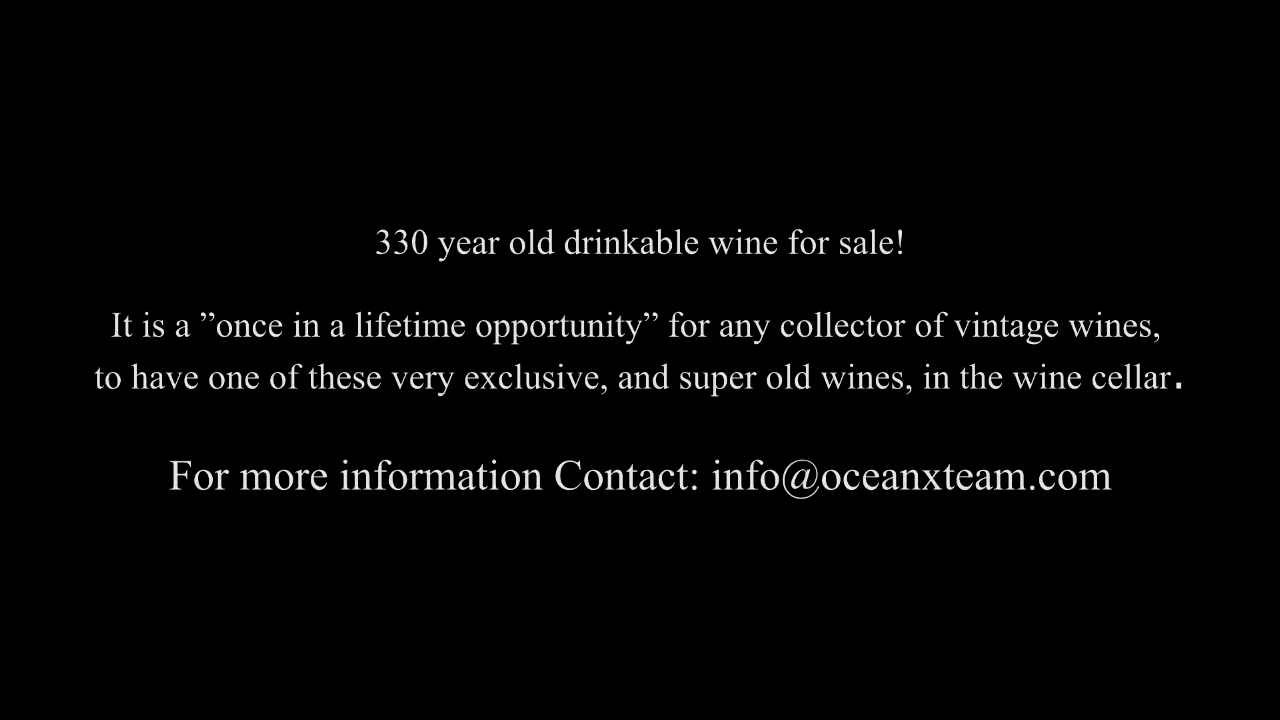 330 year old drinkable wine for sale!
It is a ”once in a lifetime opportunity” for any collector of vintage wines,
to have one of these very exclusive, and super old wines, in the wine cellar.
For more information Contact: info@oceanxteam.com